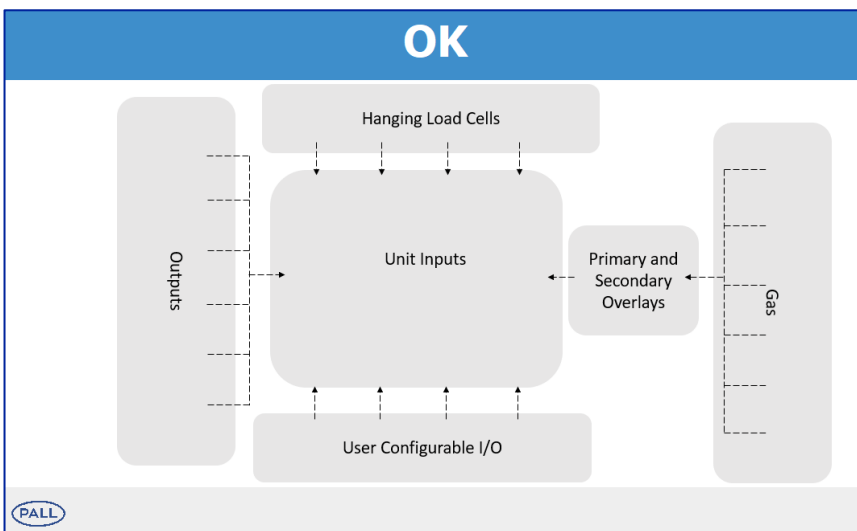 OK
Hanging Load Cells
Outputs
Unit Inputs
Primary and
Secondary
Overlays
Gas
User Configurable I/O
PALL